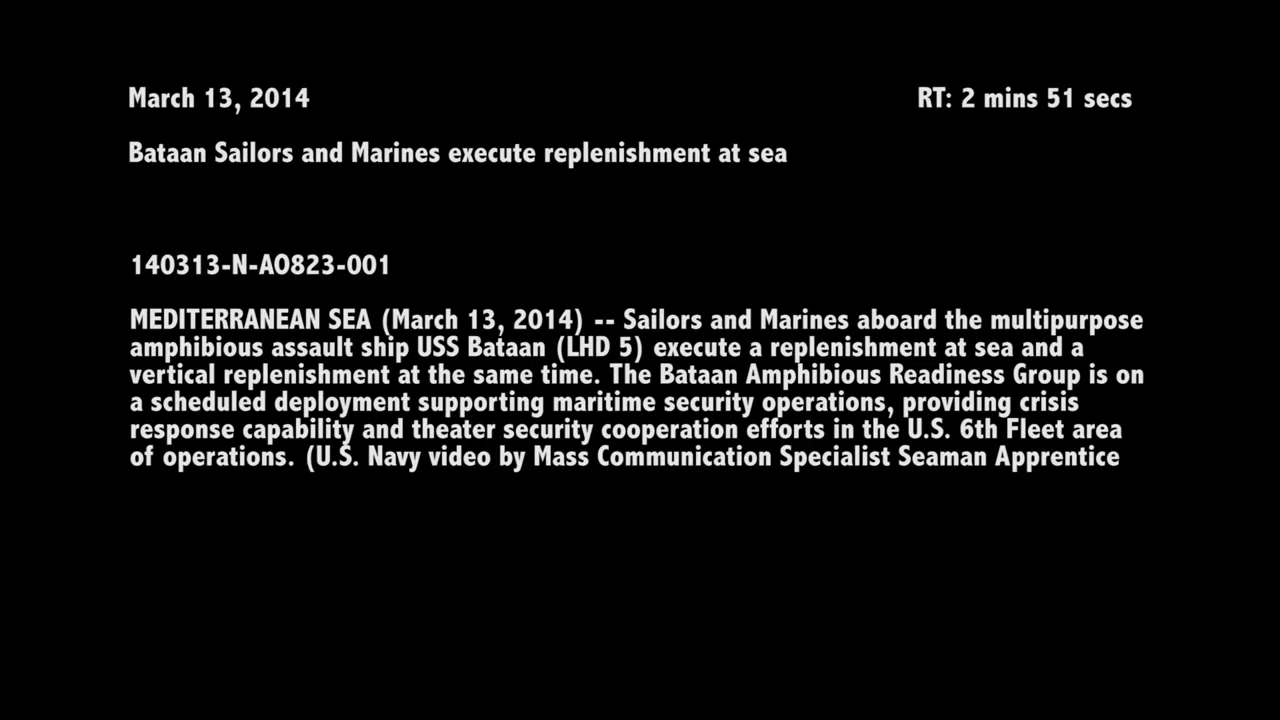 March 13, 2014 RT: 2 mins 51 secs
Bataan Sailors and Marines execute replenishment at sea
140313-N-AO823-001
MEDITERRANEAN SEA (March 13, 2014) -- Sailors and Marines aboard the multipurpose
amphibious assault ship USS Bataan (LHD 5) execute a replenishment at sea and a
vertical replenishment at the same time. The Bataan Amphibious Readiness Group is on
a scheduled deployment supporting maritime security operations, providing crisis
response capability and theater security cooperation efforts in the U.S. 6th Fleet area
of operations. (U.S. Navy video by Mass Communication Specialist Seaman Apprentice